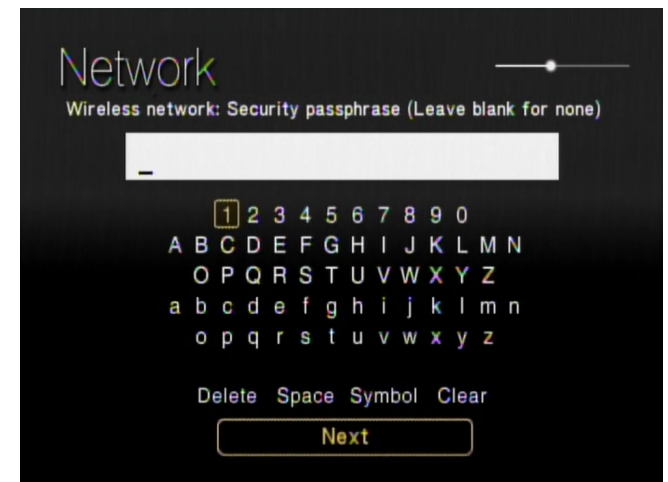 Network
Wireless network: Security passphrase (Leave blank for none)
_
1 2 3 4 5 6 7 8 9 0
A B C D E F G H I J K L M N
O P Q R S T U V W X Y Z
a b c d e f g h i j k l m n
o p q r s t u v w x y z
Delete Space Symbol Clear
Next